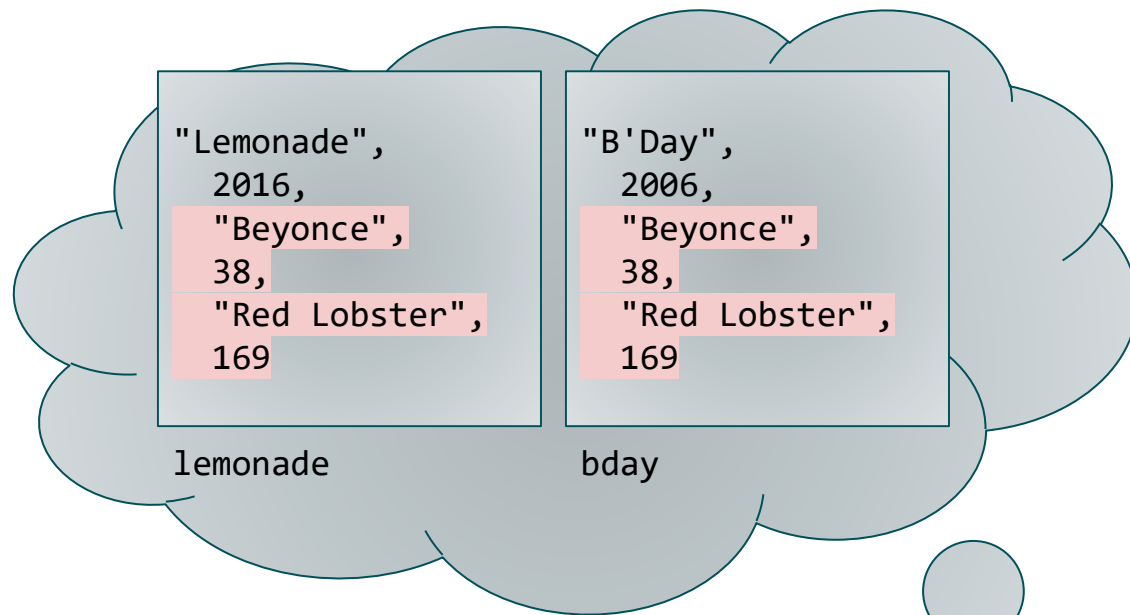 "Lemonade",
2016,
"Beyonce",
38,
"Red Lobster",
169
lemonade
"B'Day",
2006,
"Beyonce",
38,
"Red Lobster",
169
bday